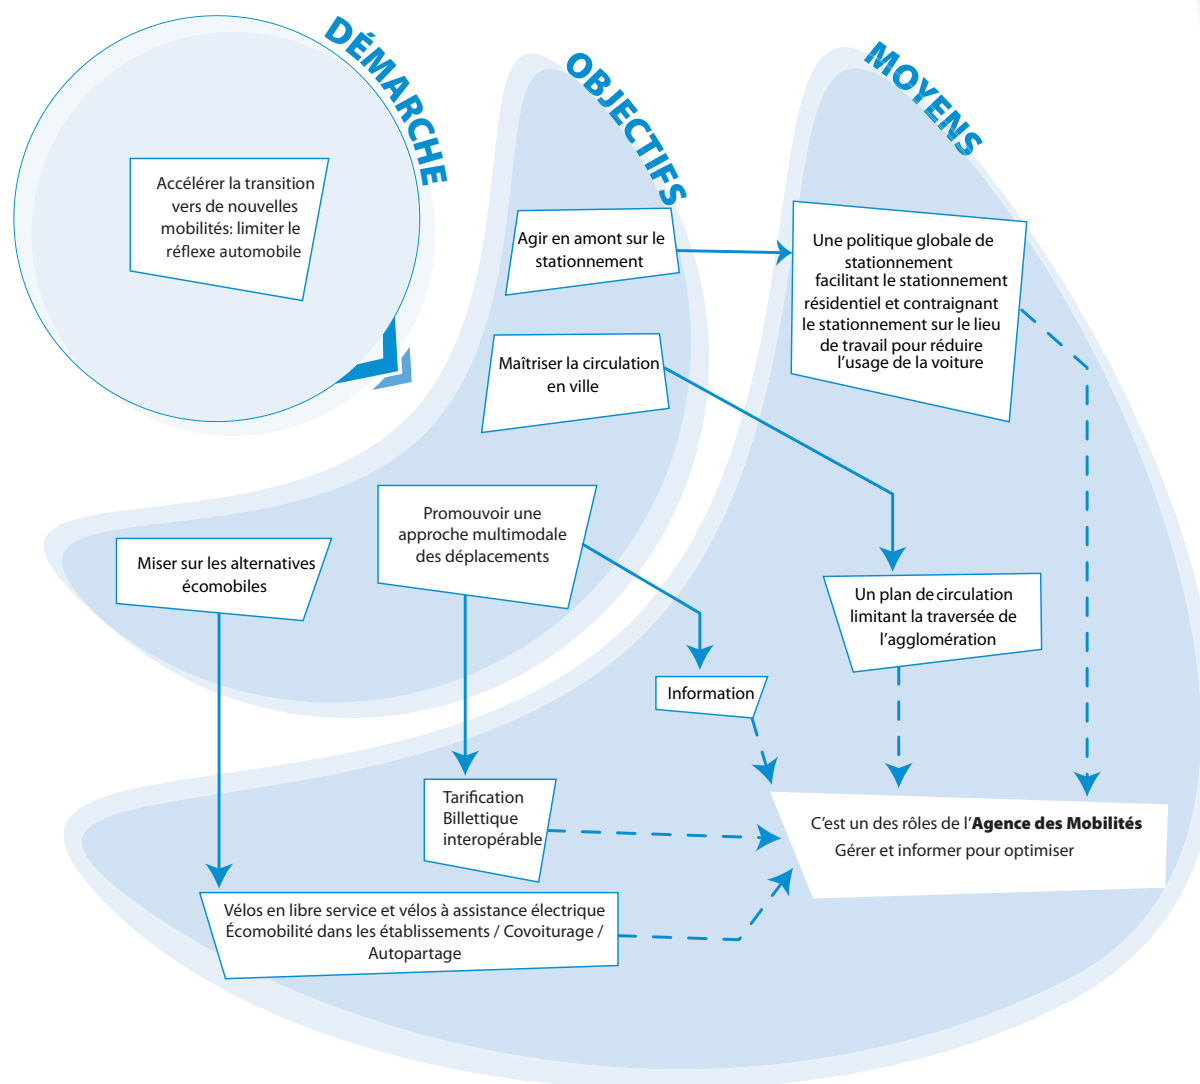 DÉMARCHE
Accélérer la transition
vers de nouvelles
mobilités: limiter le
réflexe automobile
OBJECTIFS
Agir en amont sur le
stationnement
Maîtriser la circulation
en ville
Promouvoir une
approche multimodale
des déplacements
Miser sur les alternatives
écomobiles
MOYENS
Une politique globale de
stationnement
facilitant le stationnement
résidentiel et contraignant
le stationnement sur le lieu
de travail pour réduire
l'usage de la voiture
Un plan de circulation
limitant la traversée de
l'agglomération
Information
Tarification
Billettique
interopérable
C'est un des rôles de l'Agence des Mobilités
Gérer et informer pour optimiser
Vélos en libre service et vélos à assistance électrique
Écomobilité dans les établissements / Covoiturage /
Autopartage